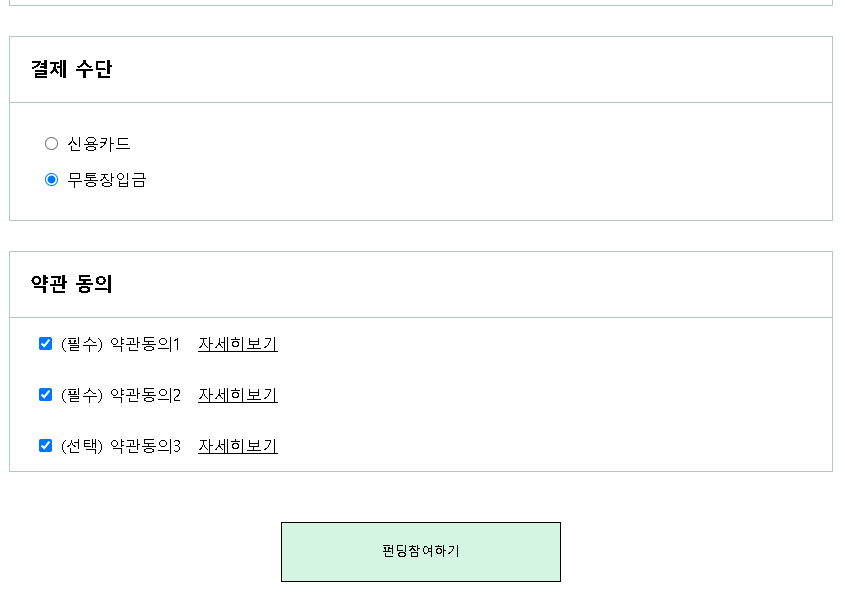 결제 수단
신용카드
무통장입금
약관 동의
(필수) 약관동의1 자세히보기
(필수) 약관동의2 자세히보기
(선택) 약관동의3 자세히보기
펀딩참여하기